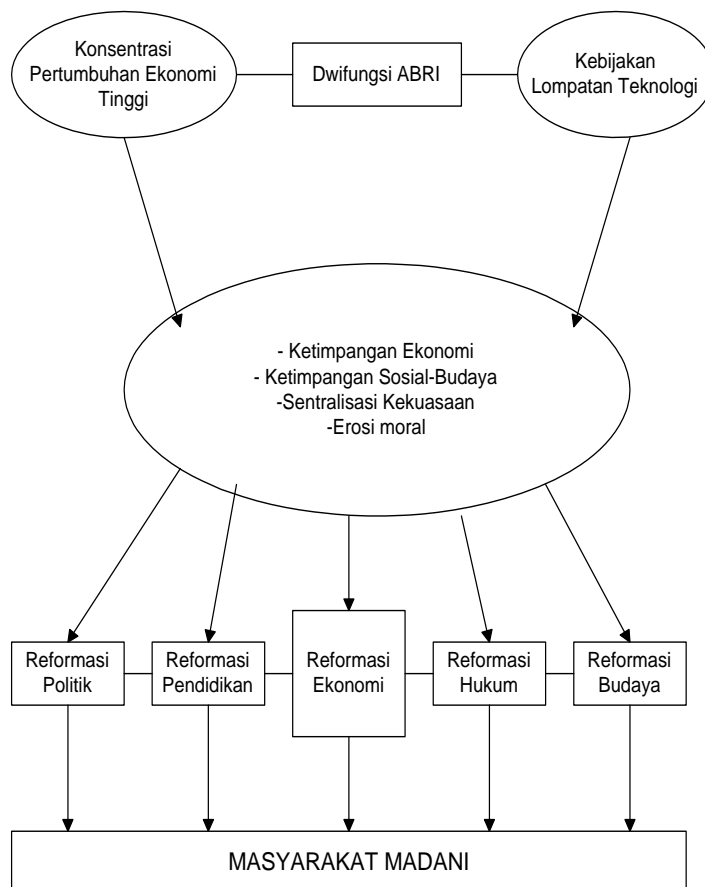 Konsentrasi
Pertumbuhan Ekonomi
Tinggi
Dwifungsi ABRI
Kebijakan
Lompatan Teknologi
- Ketimpangan Ekonomi
- Ketimpangan Sosial-Budaya
-Sentralisasi Kekuasaan
-Erosi moral
Reformasi
Politik
Reformasi
Pendidikan
Reformasi
Ekonomi
Reformasi
Hukum
Reformasi
Budaya
MASYARAKAT MADANI